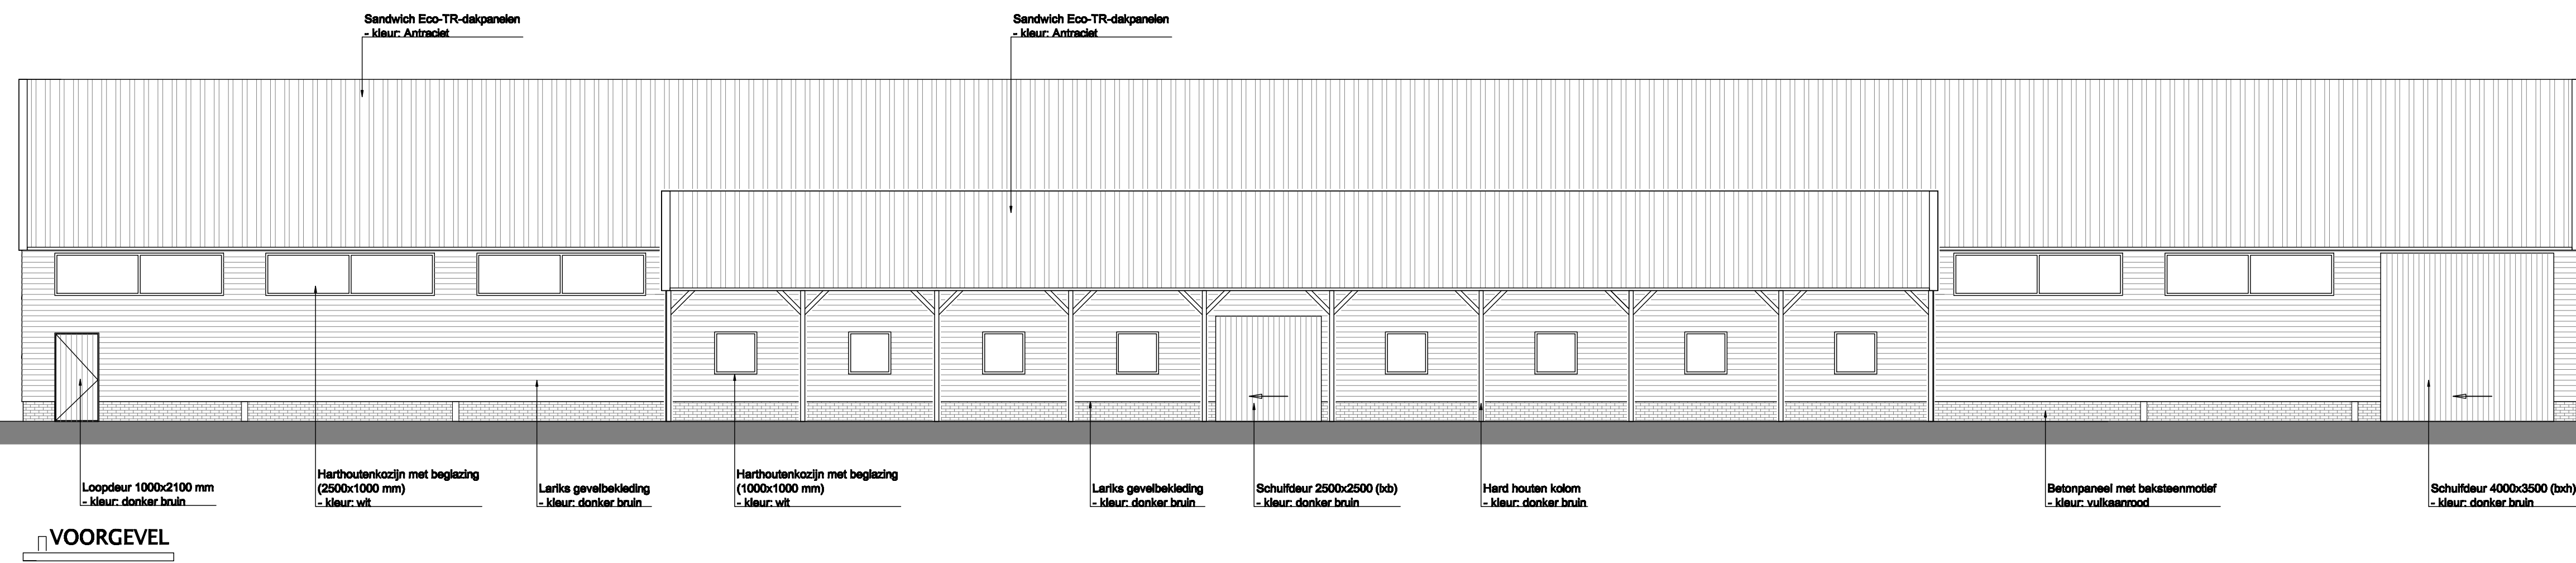 Sandwich Eco-TR-dakpanelen
- kleur: Antraciet
Sandwich Eco-TR-dakpanelen
- kleur: Antraciet
Loopdeur 1000x2100 mm
- kleur: donker bruin
Harthoutenkozijn met beglazing
(2500x1000 mm)
- kleur: wit
Lariks gevelbekleding
- kleur: donker bruin
Harthoutenkozijn met beglazing
(1000x1000 mm)
- kleur: wit
Lariks gevelbekleding
- kleur: donker bruin
Schuifdeur 2500x2500 (lxb)
- kleur: donker bruin
Hard houten kolom
- kleur: donker bruin
Betonpaneel met baksteenmotief
- kleur: vulkaanrood
Schuifdeur 4000x3500 (bxh)
- kleur: donker bruin
VOORGEVEL